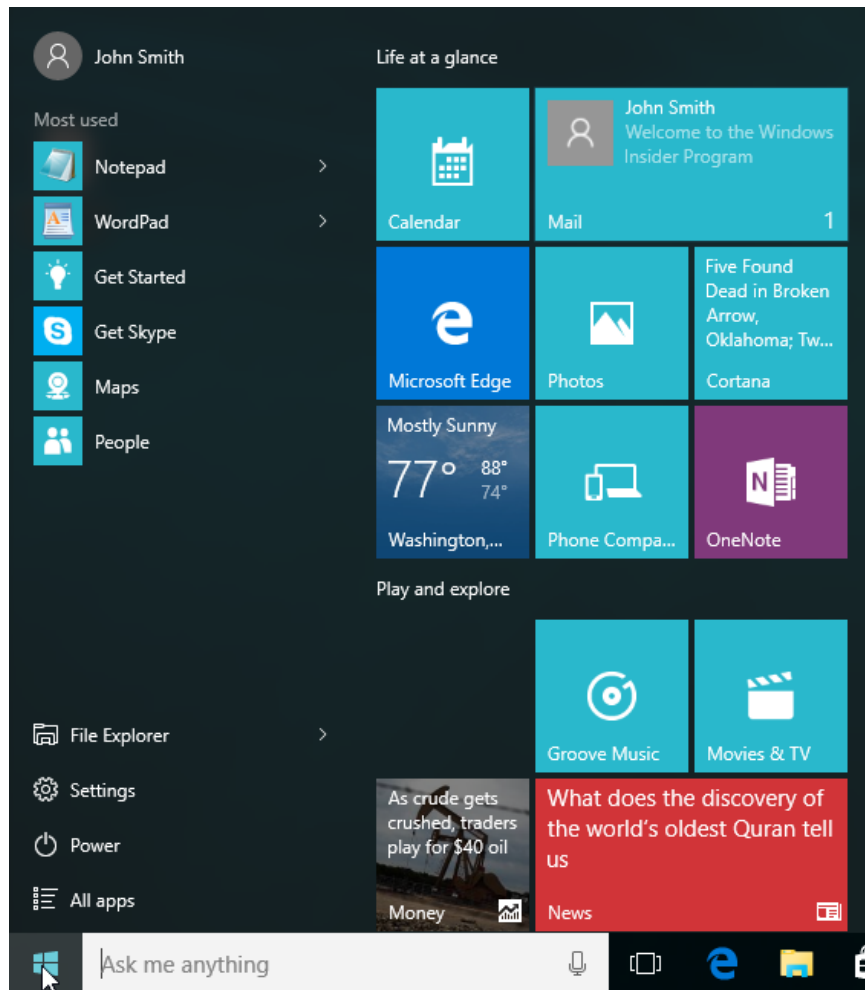 John Smith
Most used
Notepad
WordPad
Get Started
Get Skype
Maps
People
File Explorer
Settings
Power
All apps
Life at a glance
Calendar
John Smith
Welcome to the Windows
Insider Program
Mail 1
Microsoft Edge
Photos
Five Found
Dead in Broken
Arrow,
Oklahoma; Tw...
Cortana
Mostly Sunny
77° 88°
74°
Washington,...
Phone Compa...
N
OneNote
Play and explore
Groove Music
Movies & TV
As crude gets
crushed, traders
play for $40 oil
Money
What does the discovery of
the world's oldest Quran tell
us
News
Ask me anything